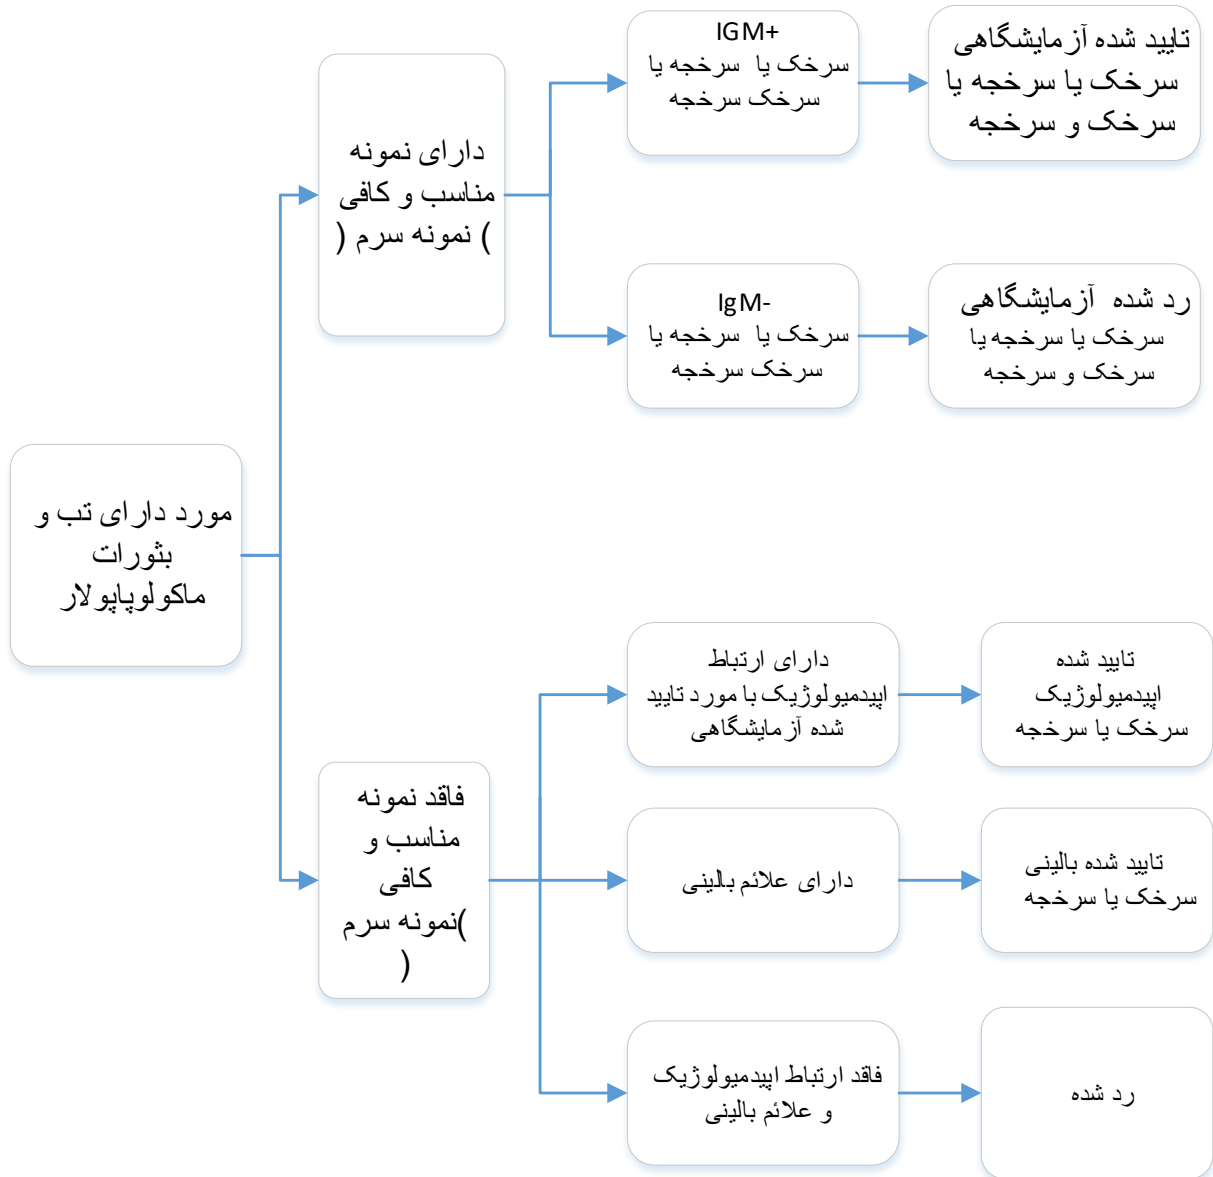 مورد دارای تب و
بثورات
ماکولوپاپولار
دارای نمونه
مناسب و کافی
) نمونه سرم (
IGM+
سرخک یا سرخجه یا
سرخک سرخجه
تایید شده آزمایشگاهی
سرخک یا سرخجه یا
سرخک و سرخجه
IgM-
سرخک یا سرخجه یا
سرخک سرخجه
رد شده آزمایشگاهی
سرخک یا سرخجه یا
سرخک و سرخجه
فاقد نمونه
مناسب و
کافی
)نمونه سرم
(
دارای ارتباط
اپیدمیولوژیک با مورد تایید
شده آزمایشگاهی
تایید شده
اپیدمیولوژیک
سرخک یا سرخجه
دارای علائم بالینی
تایید شده بالینی
سرخک یا سرخجه
فاقد ارتباط اپیدمیولوژیک
و علائم بالینی
رد شده